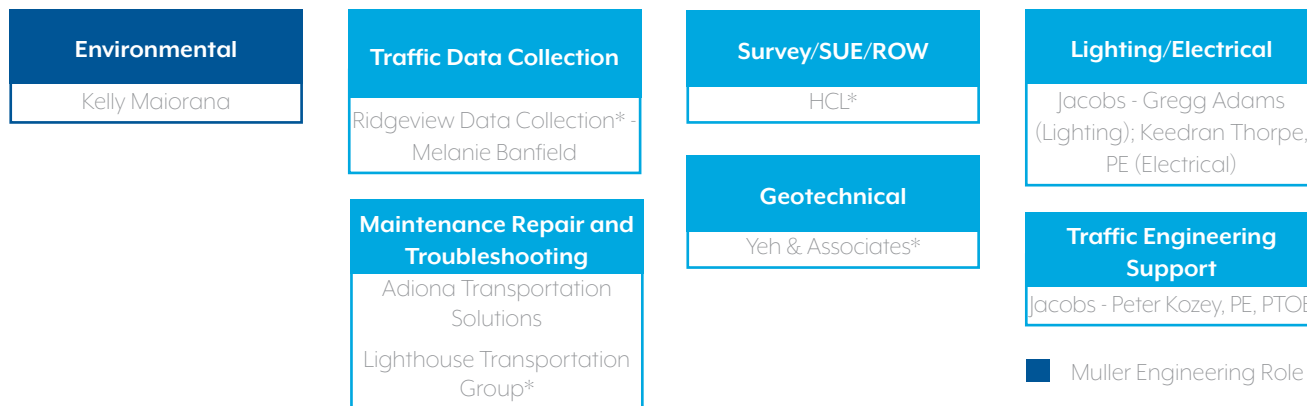 Environmental
Kelly Maiorana
Traffic Data Collection
Ridgeview Data Collection* -
Melanie Banfield
Maintenance Repair and
Troubleshooting
Adiona Transportation
Solutions
Lighthouse Transportation
Group*
Survey/SUE/ROW
HCL*
Geotechnical
Yeh & Associates*
Lighting/Electrical
Jacobs - Gregg Adams
(Lighting); Keedran Thorpe,
PE (Electrical)
Traffic Engineering
Support
Jacobs - Peter Kozey, PE, PTOE
Muller Engineering Role